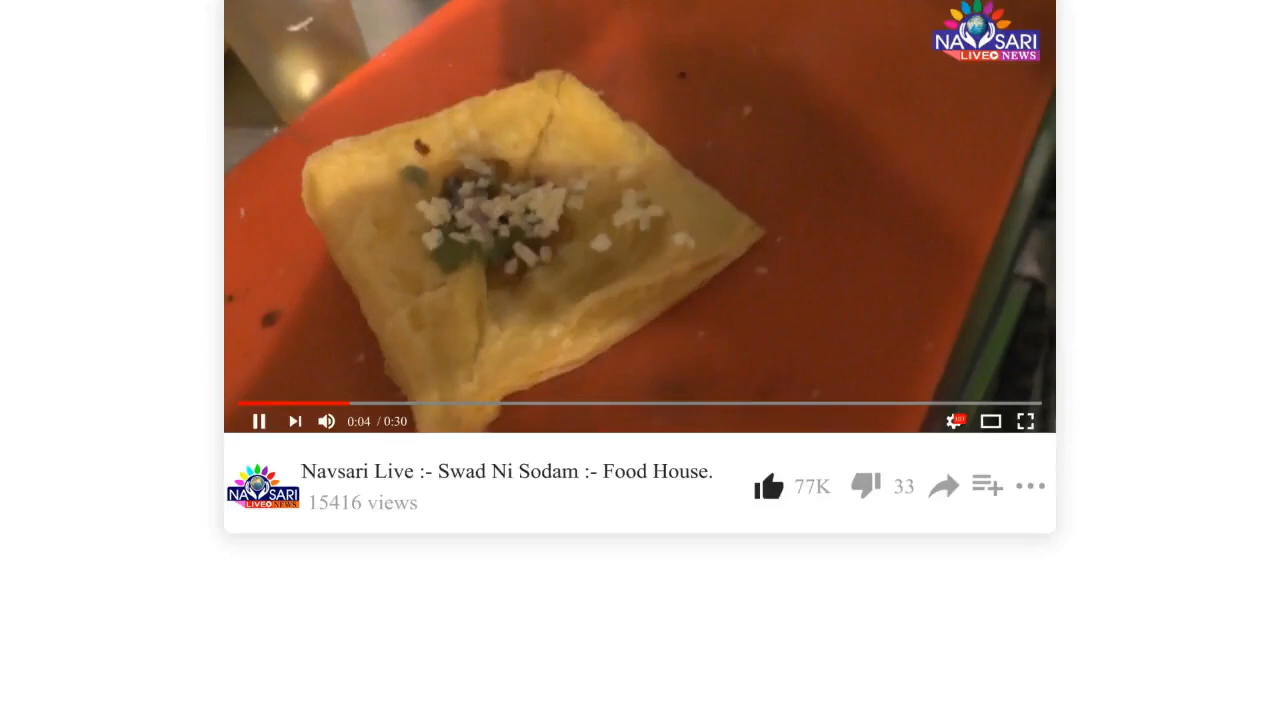 NAVSARI
LIVE NEWS
0:04 / 0:30
HD
NAVSARI
LIVE NEWS
Navsari Live :- Swad Ni Sodam :- Food House.
15416 views
77K
33